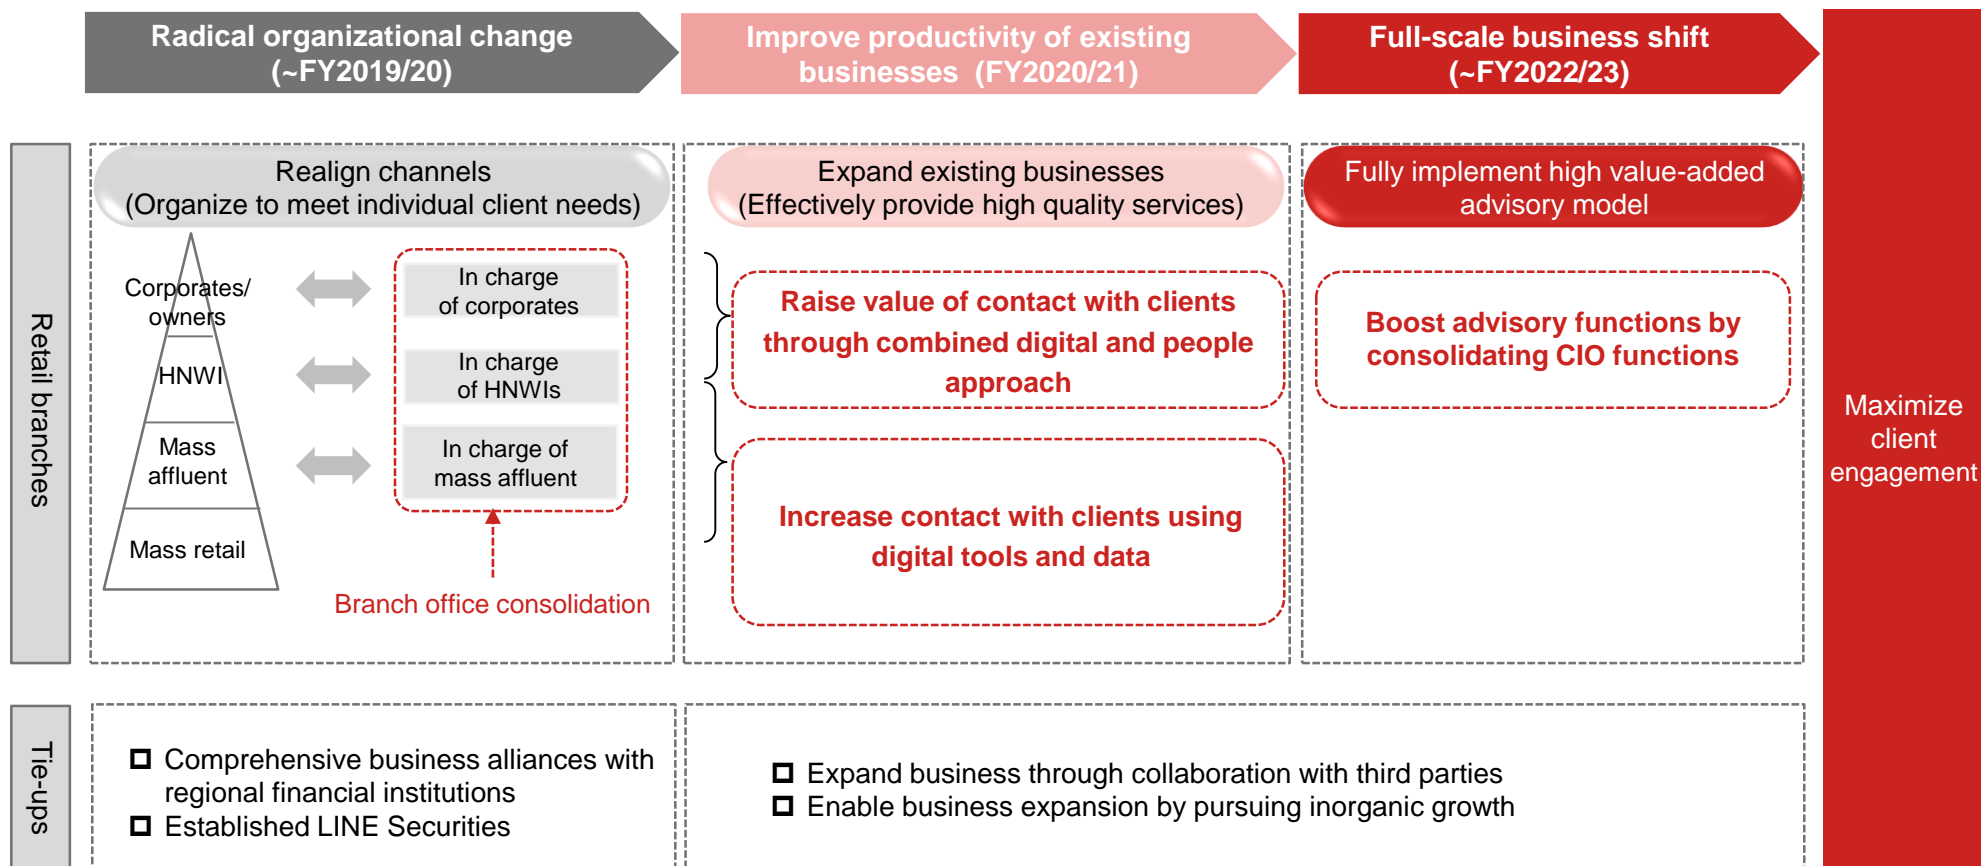 Radical organizational change
(~FY2019/20)
Improve productivity of existing
businesses (FY2020/21)
Full-scale business shift
(~FY2022/23)
Maximize
client
engagement
Retail branches
Realign channels
(Organize to meet individual client needs)
Corporates/
owners
HNWI
Mass
affluent
Mass retail
In charge
of corporates
In charge
of HNWIs
In charge of
mass affluent
Branch office consolidation
Expand existing businesses
(Effectively provide high quality services)
Raise value of contact with clients
through combined digital and people
approach
Increase contact with clients using
digital tools and data
Fully implement high value-added
advisory model
Boost advisory functions by
consolidating CIO functions
Tie-ups
Comprehensive business alliances with
regional financial institutions
Established LINE Securities
Expand business through collaboration with third parties
Enable business expansion by pursuing inorganic growth